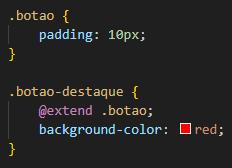 .botao {
    padding: 10px;
}

.botao-destaque {
    @extend .botao;
    background-color: red;
}